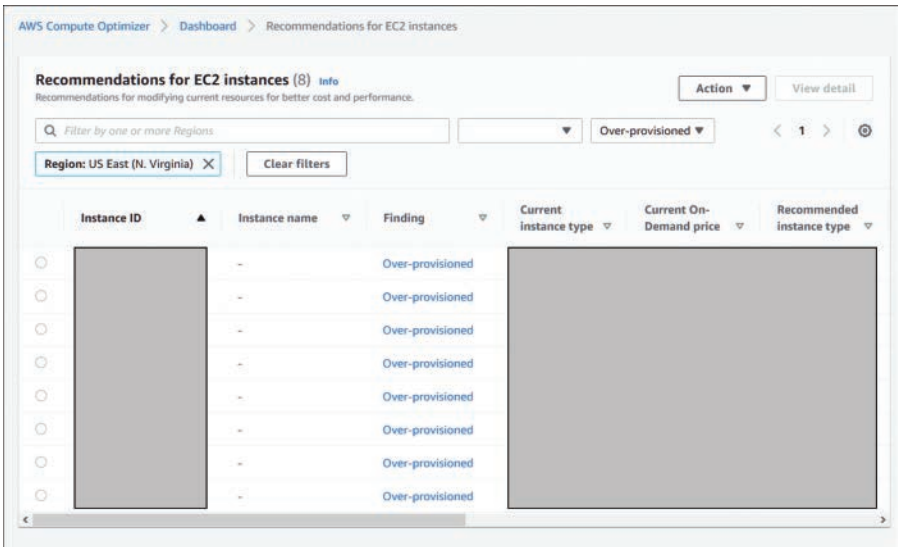 AWS Compute Optimizer > Dashboard > Recommendations for EC2 instances
Recommendations for EC2 instances (8) Info
Recommendations for modifying current resources for better cost and performance.
Action ▼ View detail
Filter by one or more Regions
Over-provisioned ▼
< 1 >
Region: US East (N. Virginia) X
Clear filters
Instance ID ▲ Instance name ▽ Finding ▽ Current instance type ▽ Current On-Demand price ▽ Recommended instance type ▽
- Over-provisioned
- Over-provisioned
- Over-provisioned
- Over-provisioned
- Over-provisioned
- Over-provisioned
- Over-provisioned
- Over-provisioned